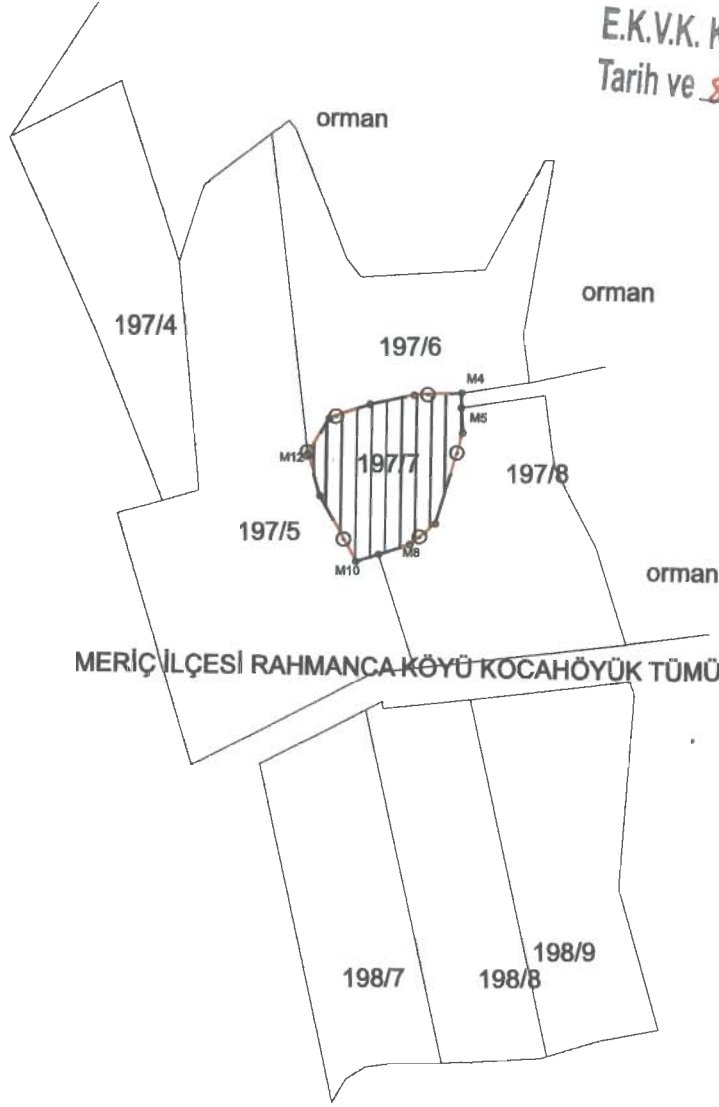 E.K.V.K.
Tarih ve
orman
orman
197/4
197/6
M4
M5
M12
197/7
197/8
197/5
M8
M10
orman
MERİÇ İLÇESİ RAHMANCA KÖYÜ KOCAHÖYÜK TÜMÜ
198/9
198/7
198/8